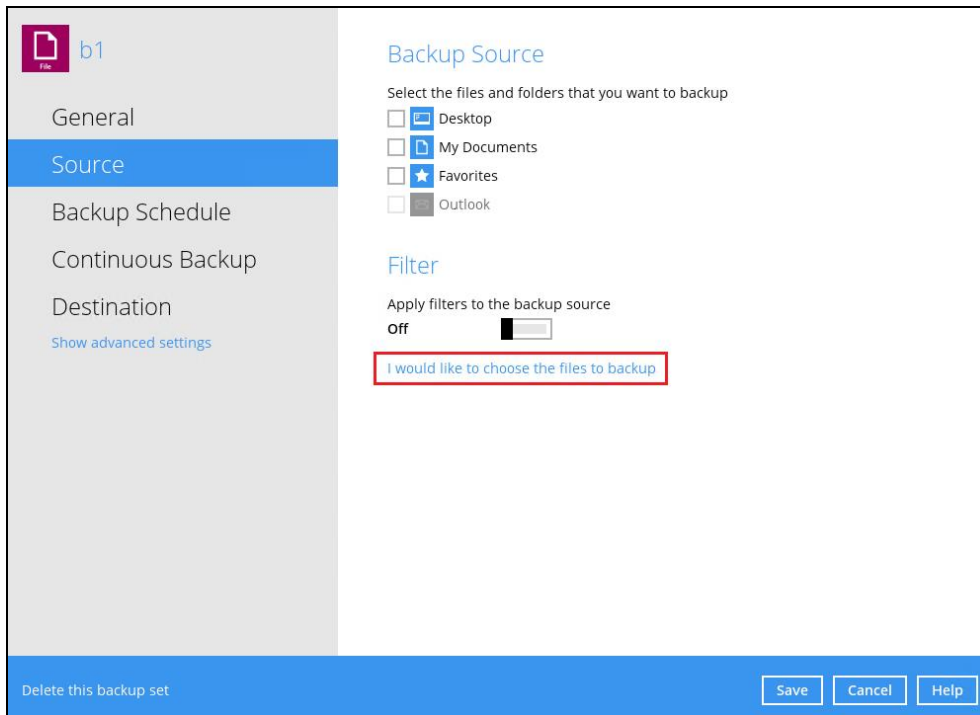 File
b1
General
Source
Backup Schedule
Continuous Backup
Destination
Show advanced settings
Backup Source
Select the files and folders that you want to backup
Desktop
My Documents
Favorites
Outlook
Filter
Apply filters to the backup source
Off
I would like to choose the files to backup
Delete this backup set
Save
Cancel
Help